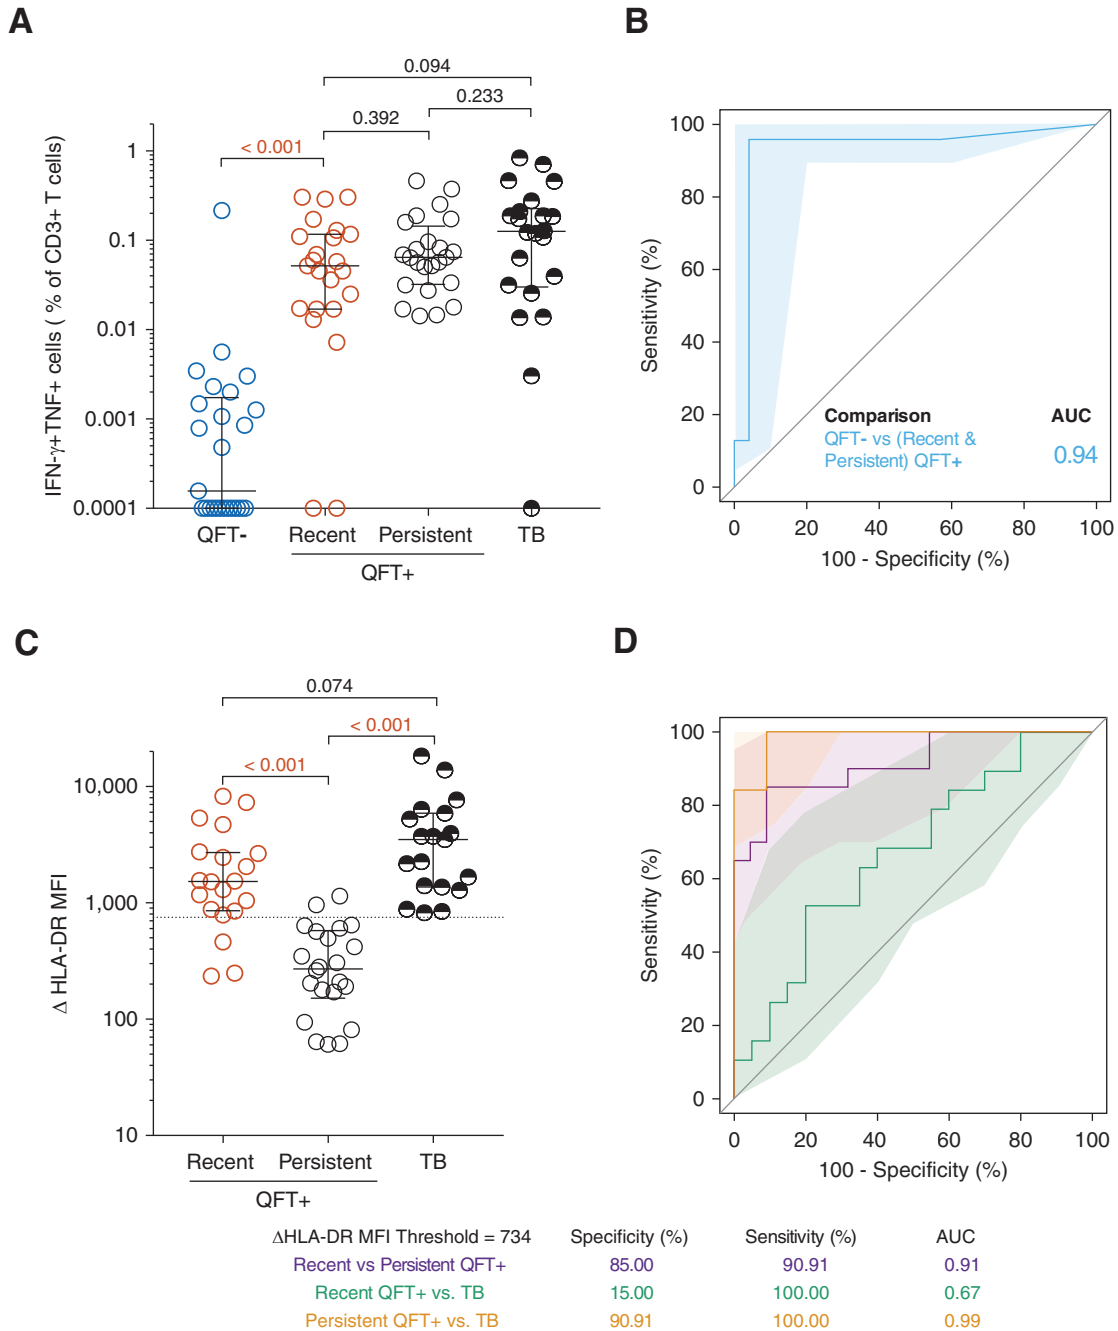 A
0.094
0.233
0.392
< 0.001
IFN-γ+TNF+ cells ( % of CD3+ T cells)
1
0.1
0.01
0.001
0.0001
QFT-
Recent
Persistent
TB
QFT+
B
Sensitivity (%)
100
80
60
40
20
0
Comparison
AUC
QFT- vs (Recent &
Persistent) QFT+
0.94
0
20
40
60
80
100
100 - Specificity (%)
C
0.074
< 0.001
< 0.001
Δ HLA-DR MFI
10,000
1,000
100
10
Recent
Persistent
TB
QFT+
D
Sensitivity (%)
100
80
60
40
20
0
0
20
40
60
80
100
100 - Specificity (%)
ΔHLA-DR MFI Threshold = 734 Specificity (%) Sensitivity (%) AUC
Recent vs Persistent QFT+ 85.00 90.91 0.91
Recent QFT+ vs. TB 15.00 100.00 0.67
Persistent QFT+ vs. TB 90.91 100.00 0.99